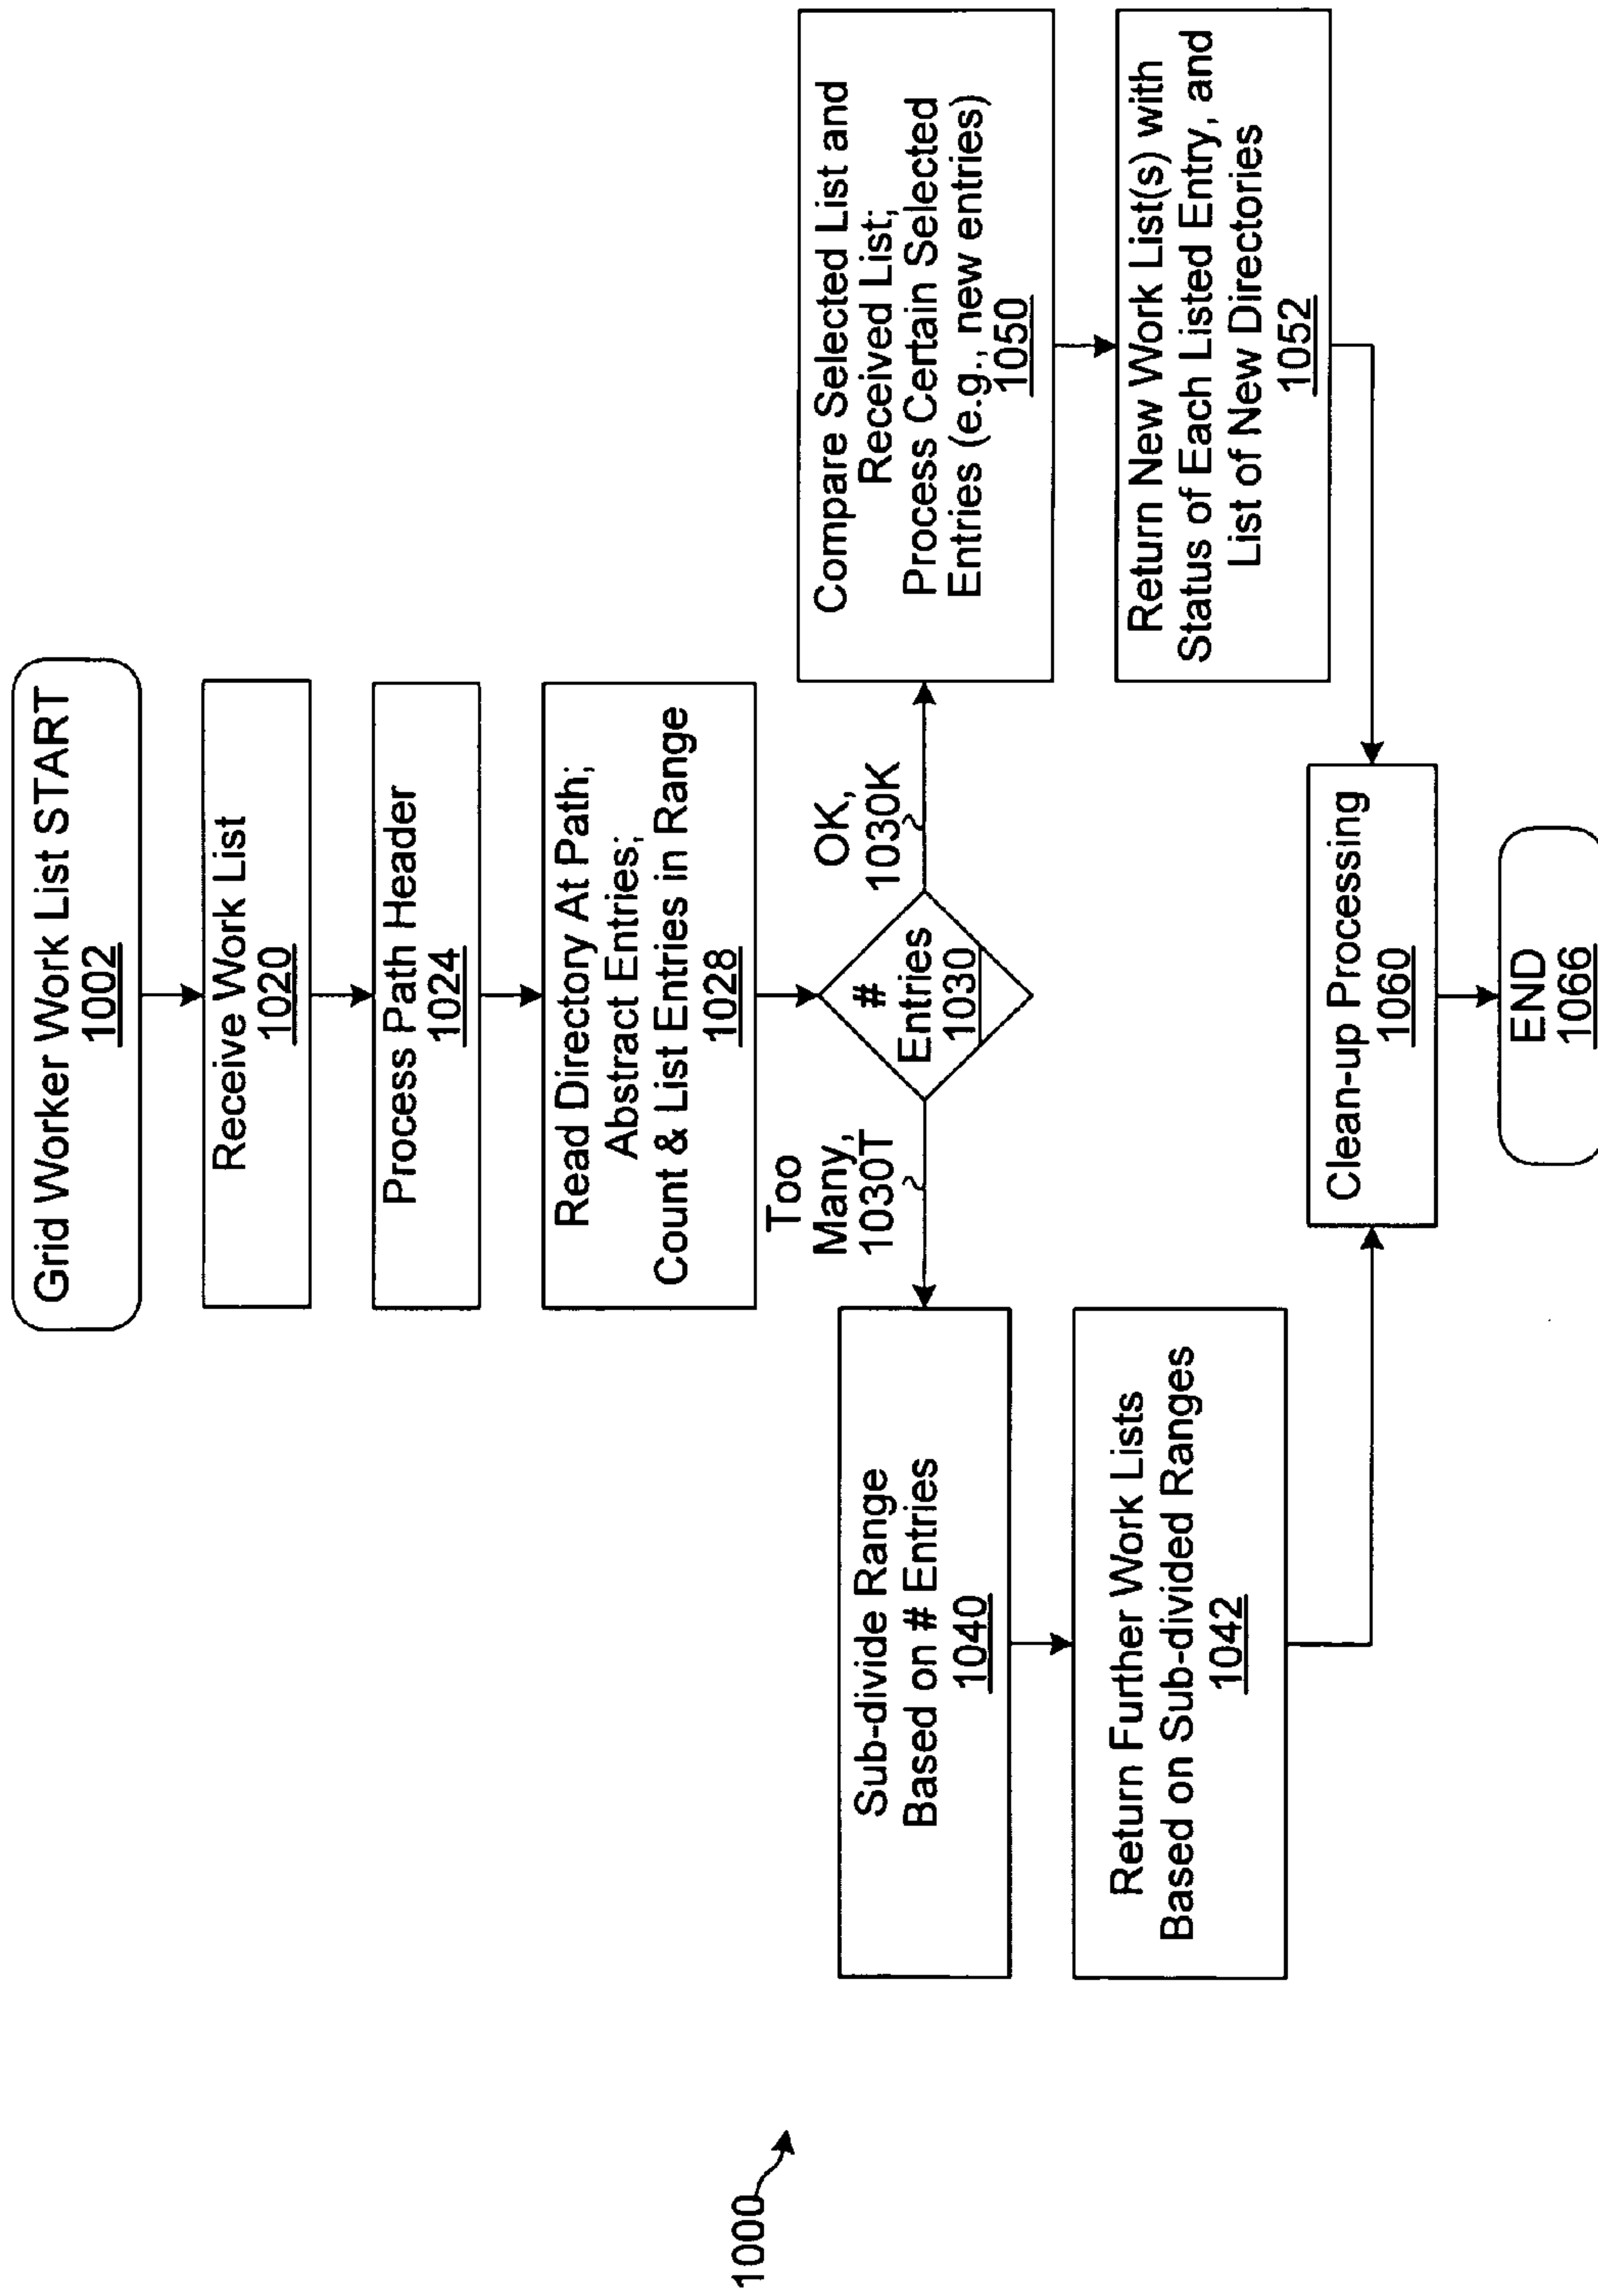 Grid Worker Work List START
1002
Receive Work List
1020
Process Path Header
1024
Read Directory At Path;
Abstract Entries;
Count & List Entries in Range
1028
#
Entries
1030
Too
Many,
1030T
OK,
1030K
Sub-divide Range
Based on # Entries
1040
Return Further Work Lists
Based on Sub-divided Ranges
1042
Compare Selected List and
Received List;
Process Certain Selected
Entries (e.g., new entries)
1050
Return New Work List(s) with
Status of Each Listed Entry, and
List of New Directories
1052
Clean-up Processing
1060
END
1066
1000